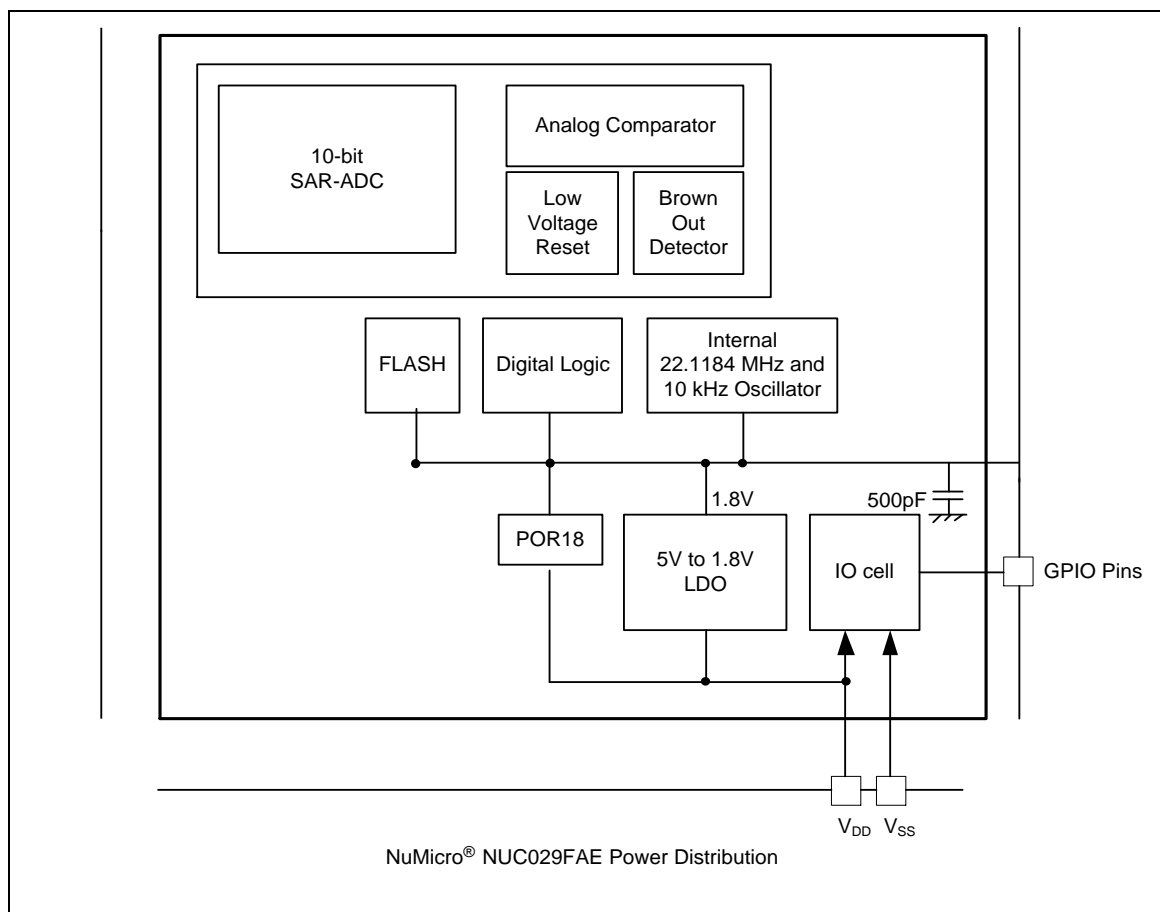 10-bit
SAR-ADC
Analog Comparator
Low
Voltage
Reset
Brown
Out
Detector
FLASH
Digital Logic
Internal
22.1184 MHz and
10 kHz Oscillator
1.8V
500pF
POR18
5V to 1.8V
LDO
IO cell
GPIO Pins
VDD
VSS
NuMicro® NUC029FAE Power Distribution